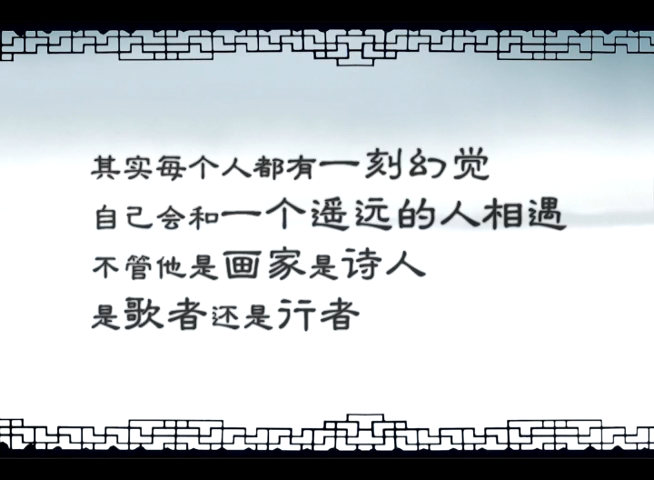 其实每个人都有一刻幻觉
自己会和一个遥远的人相遇
不管他是画家是诗人
是歌者还是行者